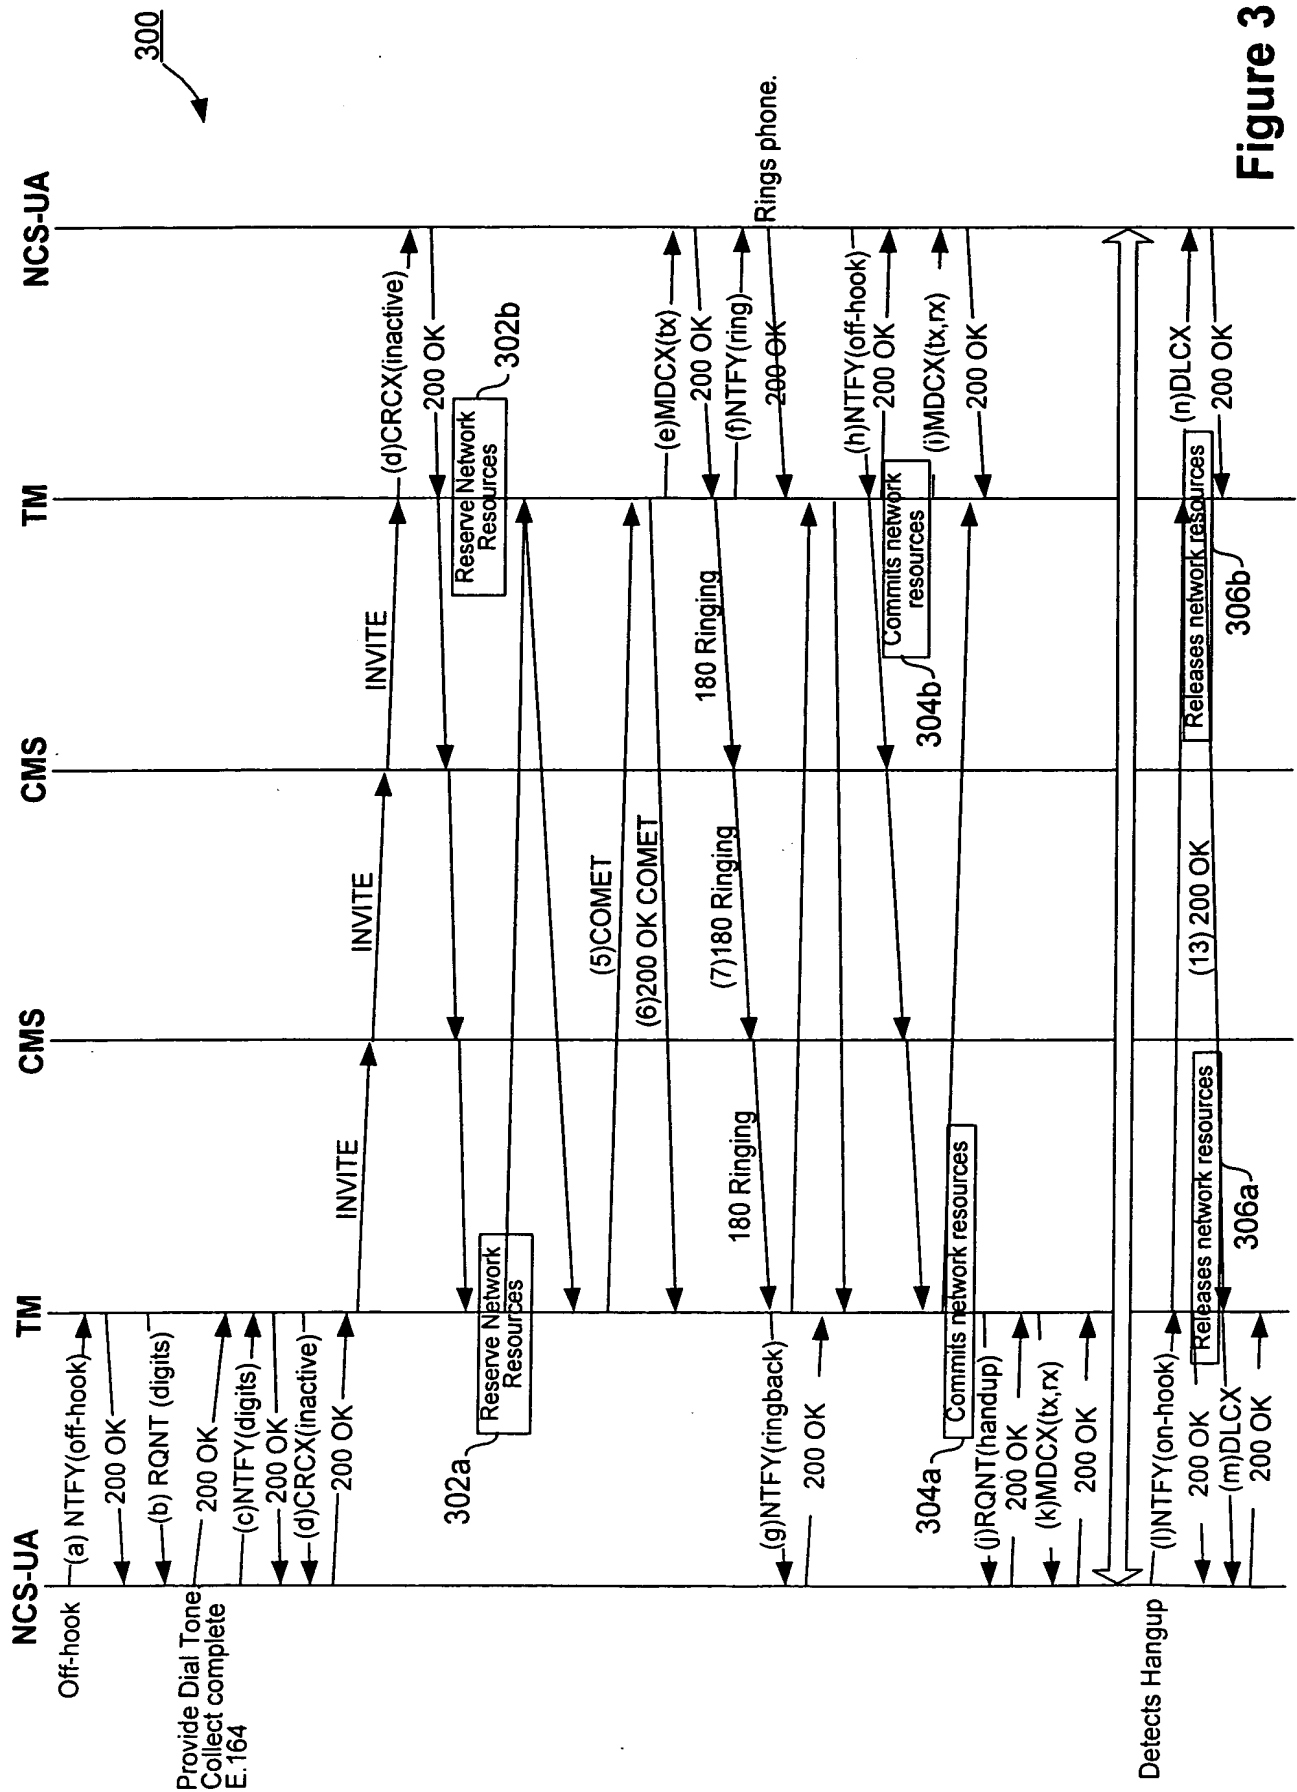 300
NCS-UA
TM
CMS
CMS
TM
NCS-UA
Off-hook
(a) NTFY(off-hook)
200 OK
(b) RQNT (digits)
Provide Dial Tone
Collect complete
E.164
200 OK
(c)NTFY(digits)
200 OK
(d)CRCX(inactive)
200 OK
INVITE
INVITE
INVITE
(d)CRCX(inactive)
200 OK
Reserve Network
Resources
302b
Reserve Network
Resources
302a
(5)COMET
(6)200 OK COMET
(e)MDCX(tx)
200 OK
180 Ringing
(7)180 Ringing
180 Ringing
(f)NTFY(ring)
Rings phone.
200 OK
(g)NTFY(ringback)
200 OK
(h)NTFY(off-hook)
200 OK
Commits network
resources
304b
(i)MDCX(tx,rx)
200 OK
Commits network resources
304a
(j)RQNT(handup)
200 OK
(k)MDCX(tx,rx)
200 OK
Detects Hangup
(l)NTFY(on-hook)
200 OK
Releases network resources
306a
(m)DLCX
200 OK
(13) 200 OK
Releases network resources
306b
(n)DLCX
200 OK
Figure 3